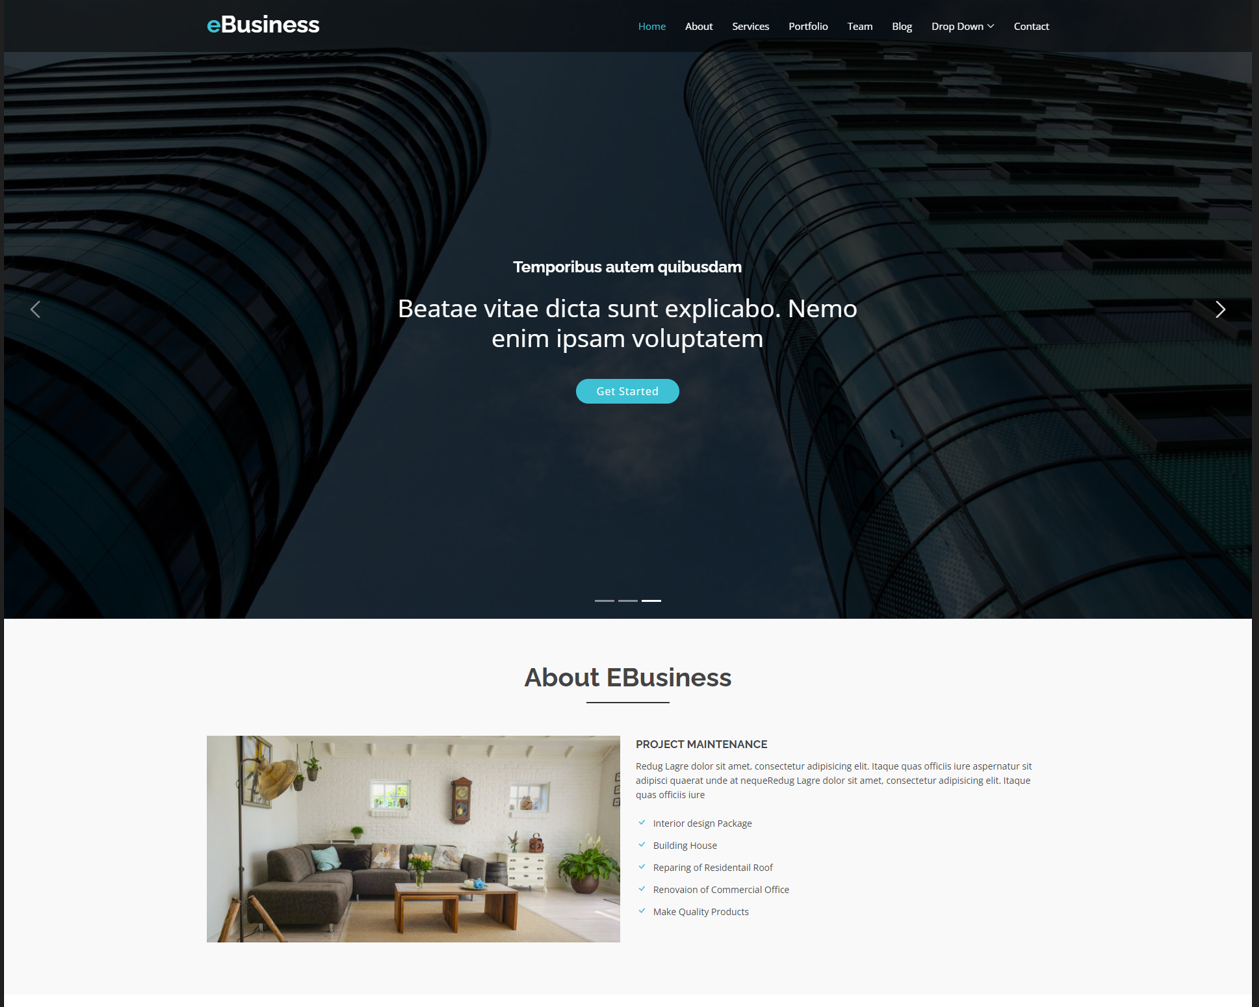 eBusiness
Home About Services Portfolio Team Blog Drop Down Contact
Temporibus autem quibusdam
Beatae vitae dicta sunt explicabo. Nemo
enim ipsam voluptatem
Get Started
About EBusiness
PROJECT MAINTENANCE
Redug Lagre dolor sit amet, consectetur adipisicing elit. Itaque quas officiis iure aspernatur sit
adipisci quaerat unde at nequeRedug Lagre dolor sit amet, consectetur adipisicing elit. Itaque
quas officiis iure
Interior design Package
Building House
Reparing of Residentail Roof
Renovaion of Commercial Office
Make Quality Products